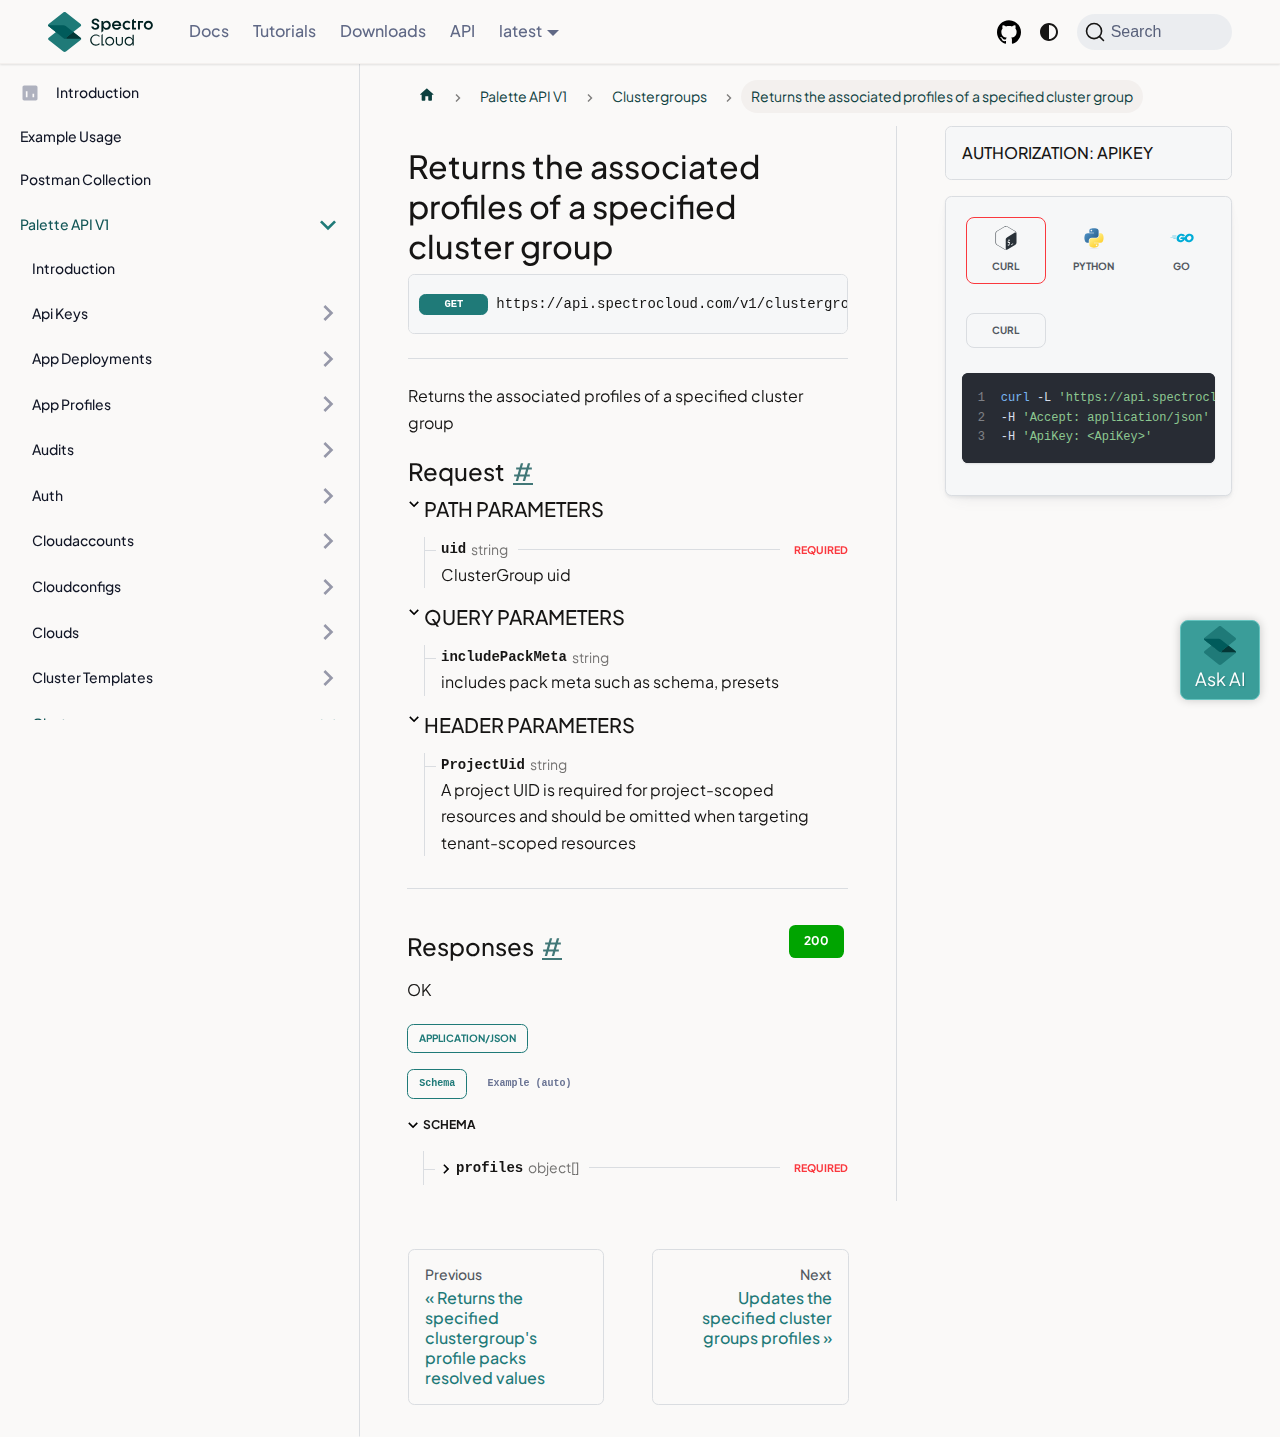 Spectro Cloud
Docs
Tutorials
Downloads
API
latest
Search
Introduction
Example Usage
Postman Collection
Palette API V1
Introduction
Api Keys
App Deployments
App Profiles
Audits
Auth
Cloudaccounts
Cloudconfigs
Clouds
Cluster Templates
Palette API V1
Clustergroups
Returns the associated profiles of a specified cluster group
Returns the associated
profiles of a specified
cluster group
GET https://api.spectrocloud.com/v1/clustergro
Returns the associated profiles of a specified cluster
group
Request #
PATH PARAMETERS
uid string REQUIRED
ClusterGroup uid
QUERY PARAMETERS
includePackMeta string
includes pack meta such as schema, presets
HEADER PARAMETERS
ProjectUid string
A project UID is required for project-scoped
resources and should be omitted when targeting
tenant-scoped resources
Responses #
200
OK
APPLICATION/JSON
Schema
Example (auto)
SCHEMA
profiles object[] REQUIRED
Previous
« Returns the
specified
clustergroup's
profile packs
resolved values
Next
Updates the
specified cluster
groups profiles »
AUTHORIZATION: APIKEY
CURL
PYTHON
GO
CURL
1 curl -L 'https://api.spectrocl
2 -H 'Accept: application/json'
3 -H 'ApiKey: <ApiKey>'
Ask AI